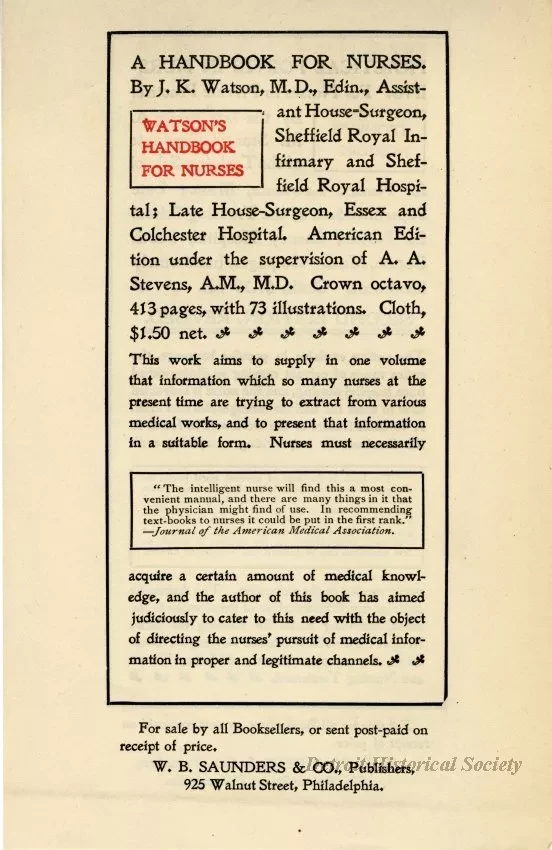 A HANDBOOK FOR NURSES.
By J. K. Watson, M. D., Edin., Assist-
ant House-Surgeon,
WATSON'S
HANDBOOK
FOR NURSES
Sheffield Royal In-
firmary and Shef-
field Royal Hospi-
tal; Late House-Surgeon, Essex and
Colchester Hospital. American Edi-
tion under the supervision of A. A.
Stevens, A.M., M.D. Crown octavo,
413 pages, with 73 illustrations. Cloth,
$1.50 net.
This work aims to supply in one volume
that information which so many nurses at the
present time are trying to extract from various
medical works, and to present that information
in a suitable form. Nurses must necessarily
"The intelligent nurse will find this a most con-
venient manual, and there are many things in it that
the physician might find of use. In recommending
text-books to nurses it could be put in the first rank."
—Journal of the American Medical Association.
acquire a certain amount of medical knowl-
edge, and the author of this book has aimed
judiciously to cater to this need with the object
of directing the nurses' pursuit of medical infor-
mation in proper and legitimate channels.
For sale by all Booksellers, or sent post-paid on
receipt of price.
W. B. SAUNDERS & CO., Publishers,
Detroit Historical Society
925 Walnut Street, Philadelphia.